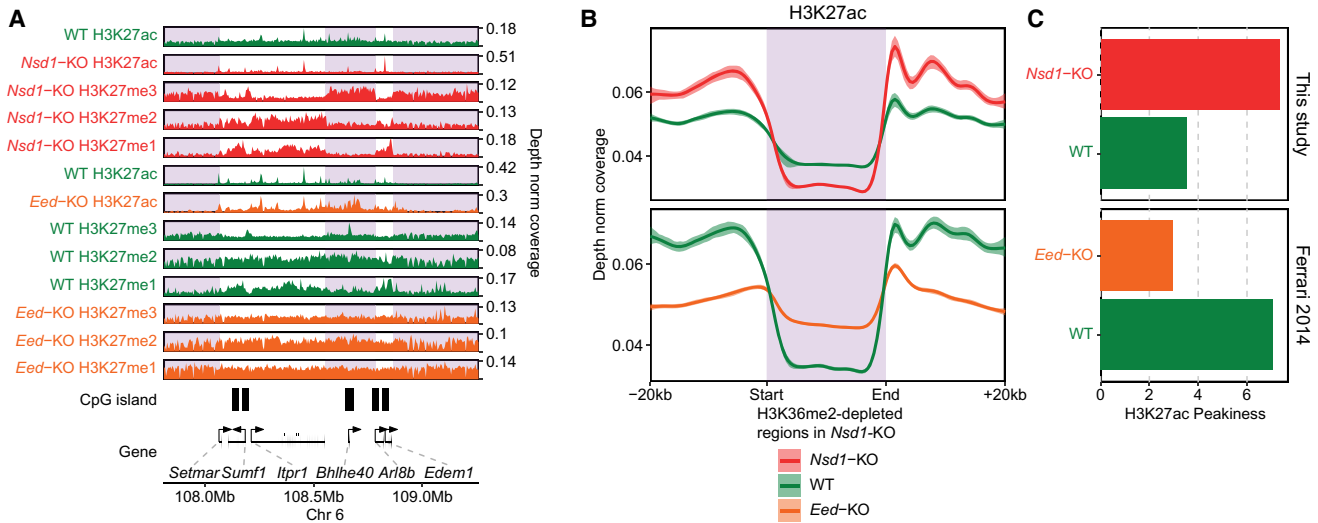 A
WT H3K27ac
0.18
Nsd1−KO H3K27ac
0.51
Nsd1−KO H3K27me3
0.12
Nsd1−KO H3K27me2
0.13
Nsd1−KO H3K27me1
0.18
WT H3K27ac
0.42
Eed−KO H3K27ac
0.3
WT H3K27me3
0.14
WT H3K27me2
0.08
WT H3K27me1
0.17
Eed−KO H3K27me3
0.13
Eed−KO H3K27me2
0.1
Eed−KO H3K27me1
0.14
Depth norm coverage
CpG island
Gene
Setmar Sumf1 Itpr1 Bhlhe40 Arl8b Edem1
108.0Mb 108.5Mb 109.0Mb
Chr 6
B
H3K27ac
Depth norm coverage
0.06
0.04
0.06
0.04
−20kb Start End +20kb
H3K36me2-depleted
regions in Nsd1-KO
Nsd1−KO
WT
Eed−KO
C
Nsd1−KO
WT
This study
Eed−KO
WT
Ferrari 2014
0 2 4 6
H3K27ac Peakiness